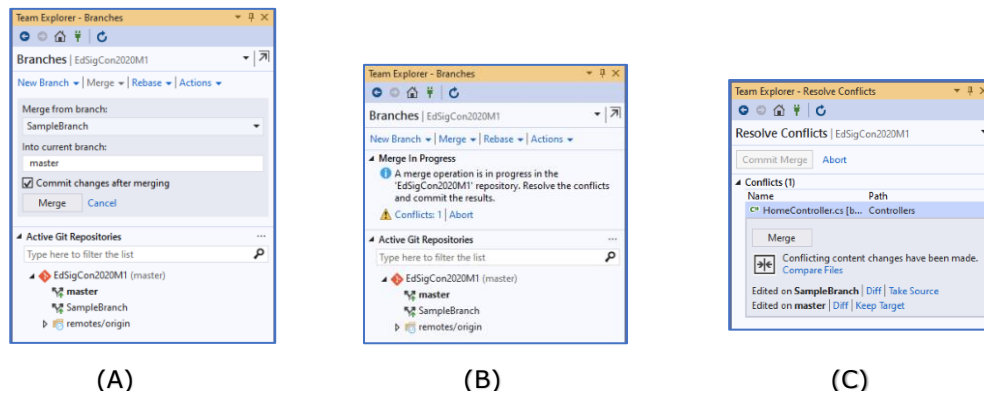 Team Explorer - Branches
Branches | EdSigCon2020M1
New Branch | Merge | Rebase | Actions
Merge from branch:
SampleBranch
Into current branch:
master
Commit changes after merging
Merge Cancel
Active Git Repositories ...
Type here to filter the list
EdSigCon2020M1 (master)
master
SampleBranch
remotes/origin
(A)
Team Explorer - Branches
Branches | EdSigCon2020M1
New Branch | Merge | Rebase | Actions
Merge In Progress
A merge operation is in progress in the
'EdSigCon2020M1' repository. Resolve the conflicts
and commit the results.
Conflicts: 1 | Abort
Active Git Repositories ...
Type here to filter the list
EdSigCon2020M1 (master)
master
SampleBranch
remotes/origin
(B)
Team Explorer - Resolve Conflicts
Resolve Conflicts | EdSigCon2020M1
Commit Merge Abort
Conflicts (1)
Name Path
C# HomeController.cs [b... Controllers
Merge
Conflicting content changes have been made.
Compare Files
Edited on SampleBranch | Diff | Take Source
Edited on master | Diff | Keep Target
(C)